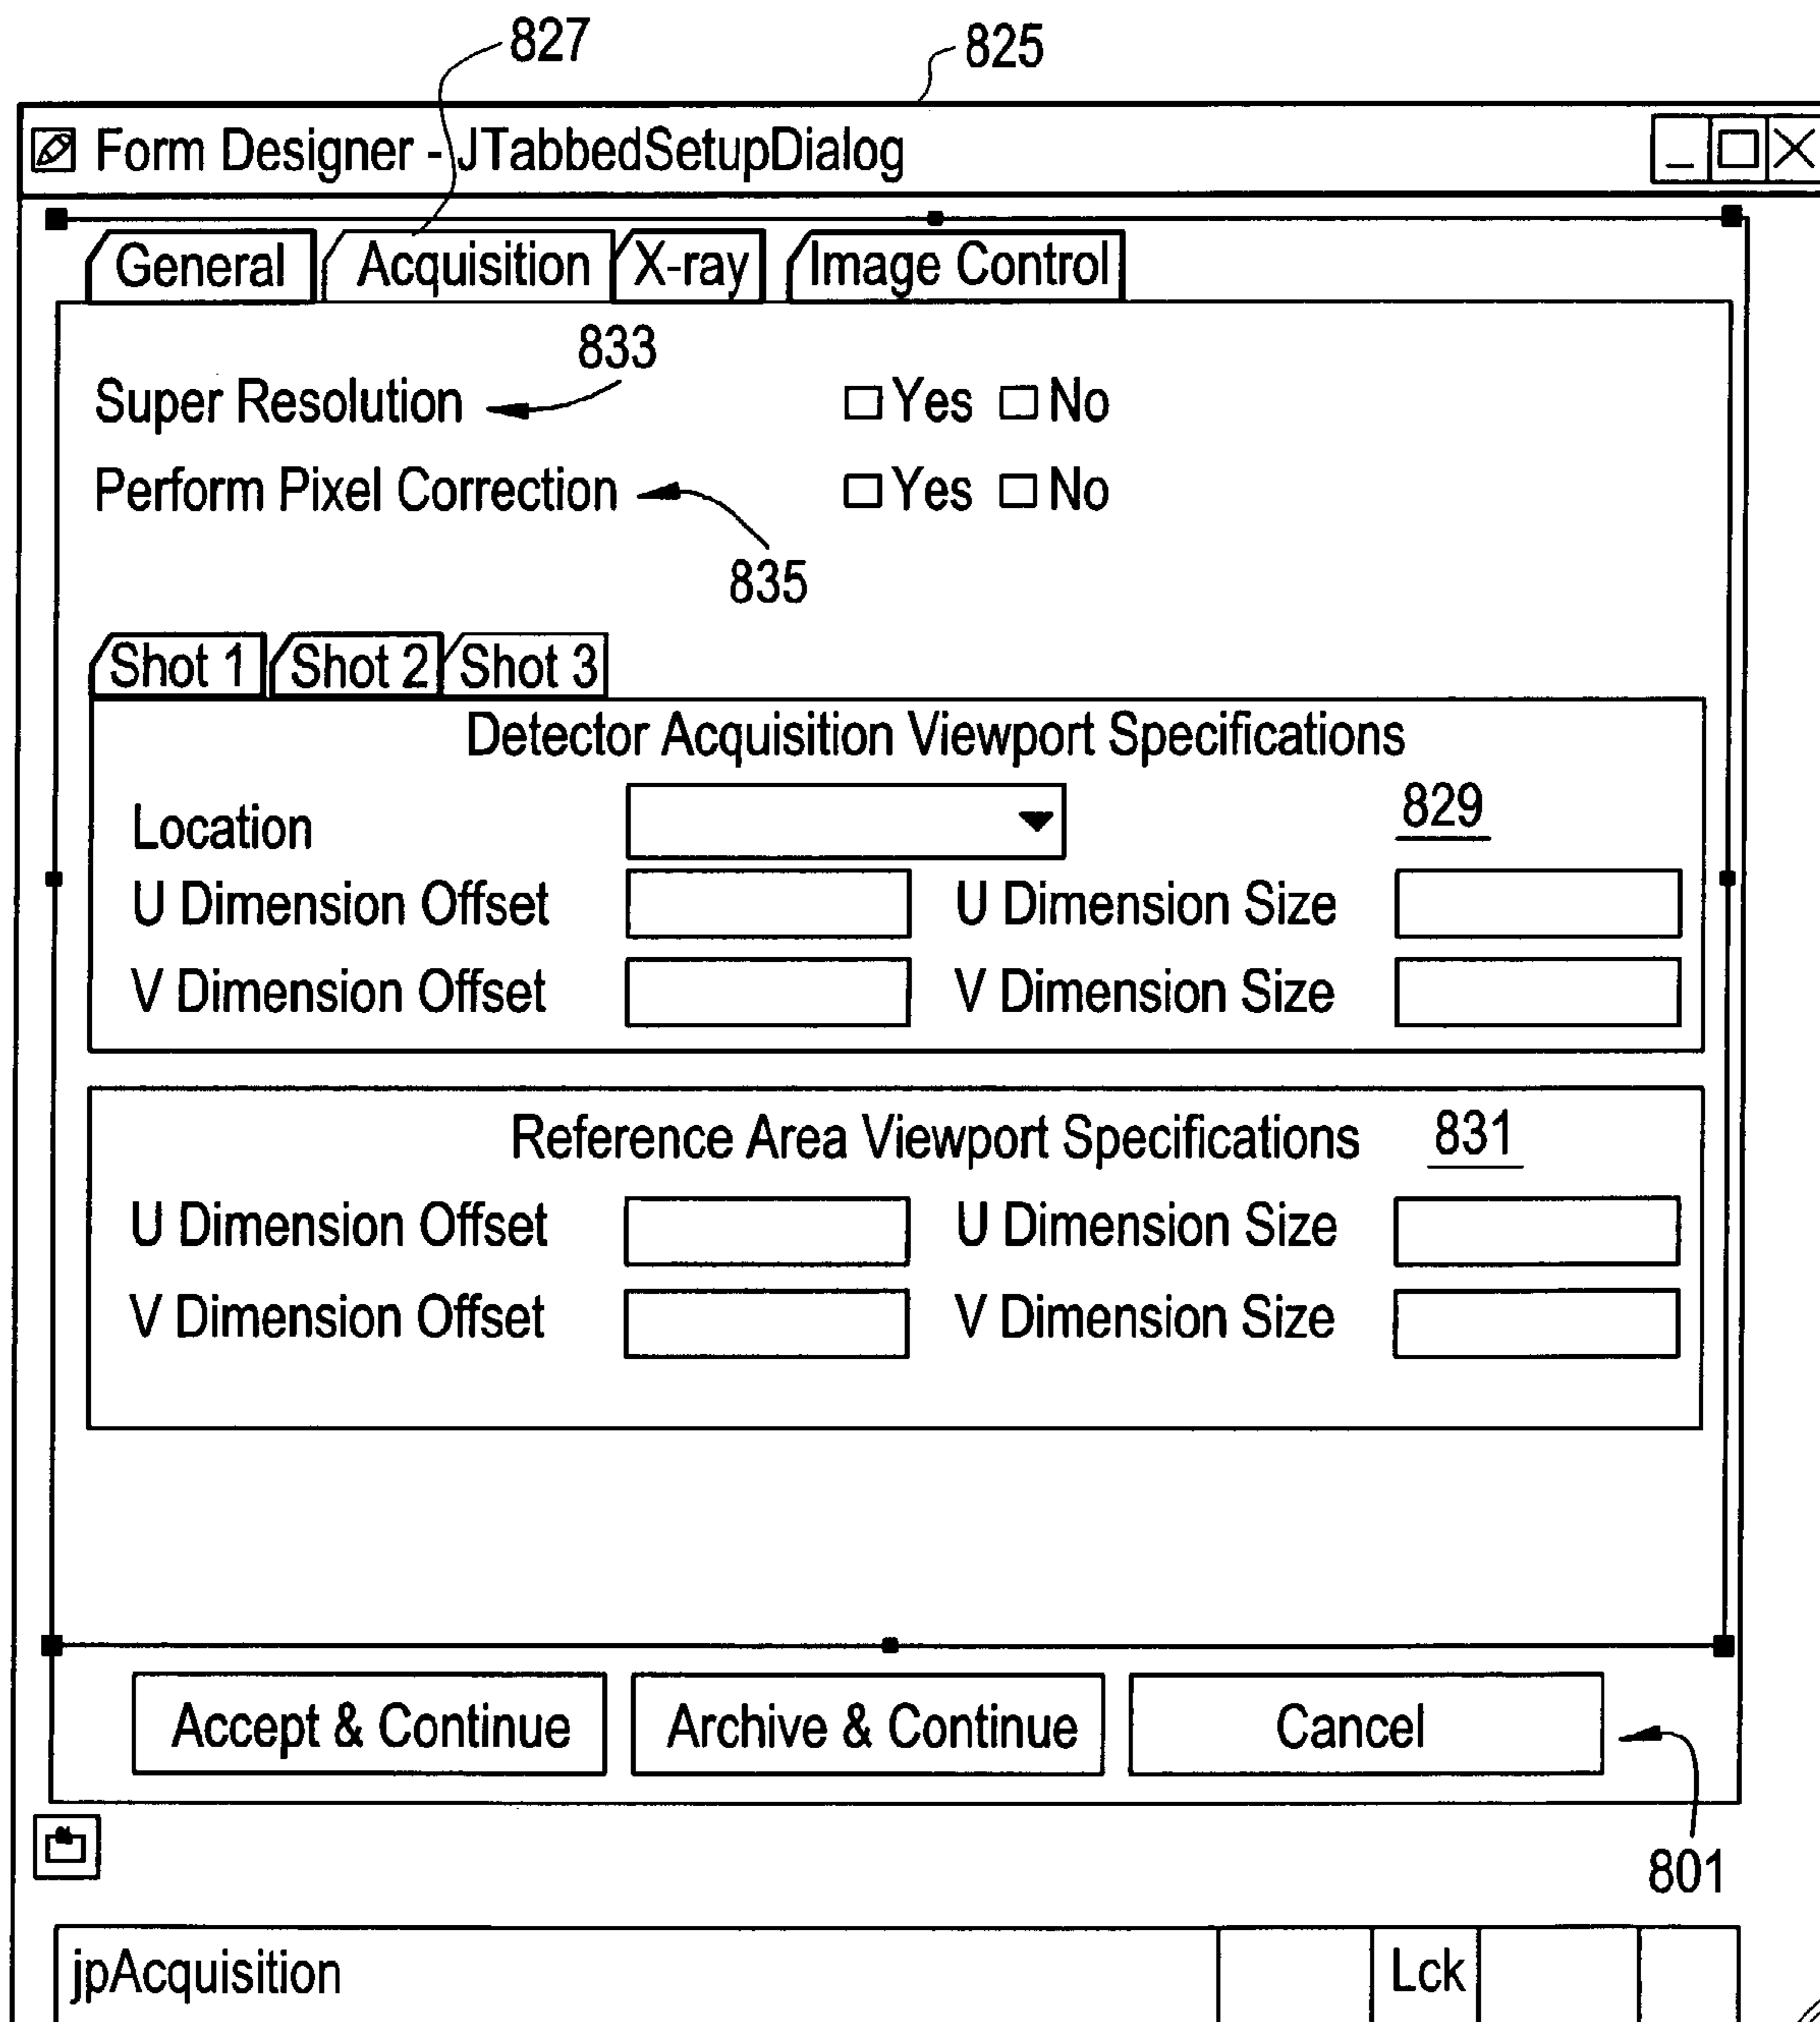 827
825
Form Designer - JTabbedSetupDialog
General Acquisition X-ray Image Control
833
Super Resolution Yes No
Perform Pixel Correction Yes No
835
Shot 1 Shot 2 Shot 3
Detector Acquisition Viewport Specifications
Location 829
U Dimension Offset U Dimension Size
V Dimension Offset V Dimension Size
Reference Area Viewport Specifications 831
U Dimension Offset U Dimension Size
V Dimension Offset V Dimension Size
Accept & Continue Archive & Continue Cancel
801
jpAcquisition Lck